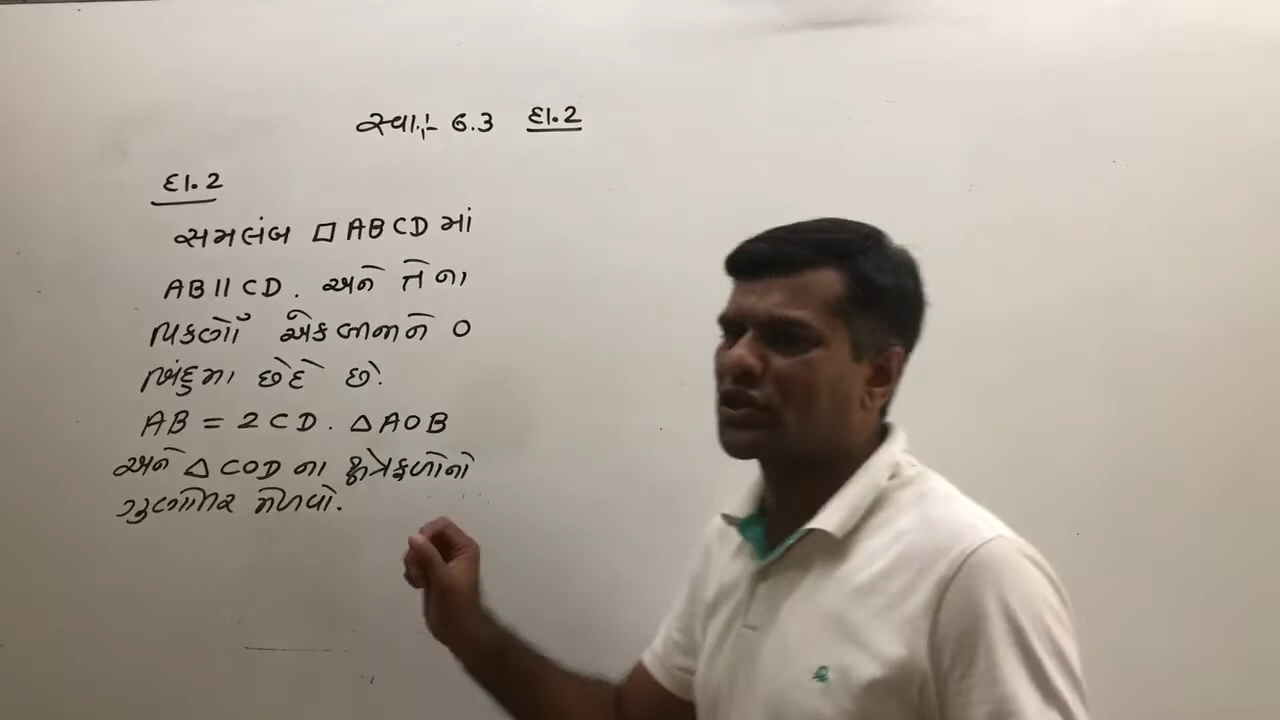 સ્વા.:- 6.3 દા.2
દા.2
સમલંબ □ ABCD માં
AB || CD. અને તેના
વિકર્ણો એકબીજાને O
બિંદુમાં છેદે છે.
AB = 2CD. △AOB
અને △COD ના ક્ષેત્રફળોનો
ગુણોત્તર મેળવો.